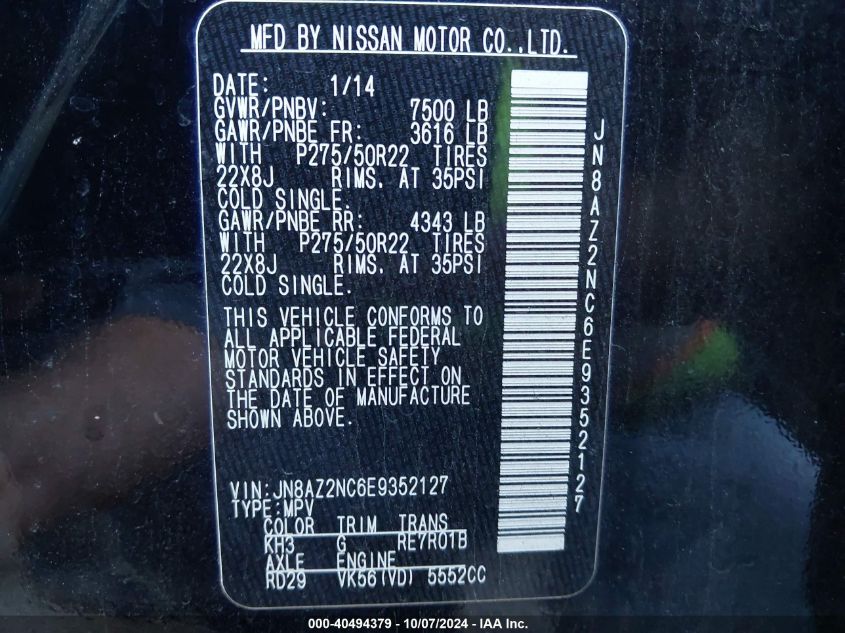 MFD BY NISSAN MOTOR CO.,LTD.
DATE: 1/14
GVWR/PNBV: 7500 LB
GAWR/PNBE FR: 3616 LB
WITH P275/50R22 TIRES
22X8J RIMS. AT 35PSI
COLD SINGLE.
GAWR/PNBE RR: 4343 LB
WITH P275/50R22 TIRES
22X8J RIMS. AT 35PSI
COLD SINGLE.
THIS VEHICLE CONFORMS TO
ALL APPLICABLE FEDERAL
MOTOR VEHICLE SAFETY
STANDARDS IN EFFECT ON
THE DATE OF MANUFACTURE
SHOWN ABOVE.
VIN:JN8AZ2NC6E9352127
TYPE:MPV
COLOR TRIM TRANS
KH3 G RE7R01B
AXLE ENGINE
RD29 VK56(VD) 5552CC
JN8AZ2NC6E9352127
000-40494379 - 10/07/2024 - IAA Inc.